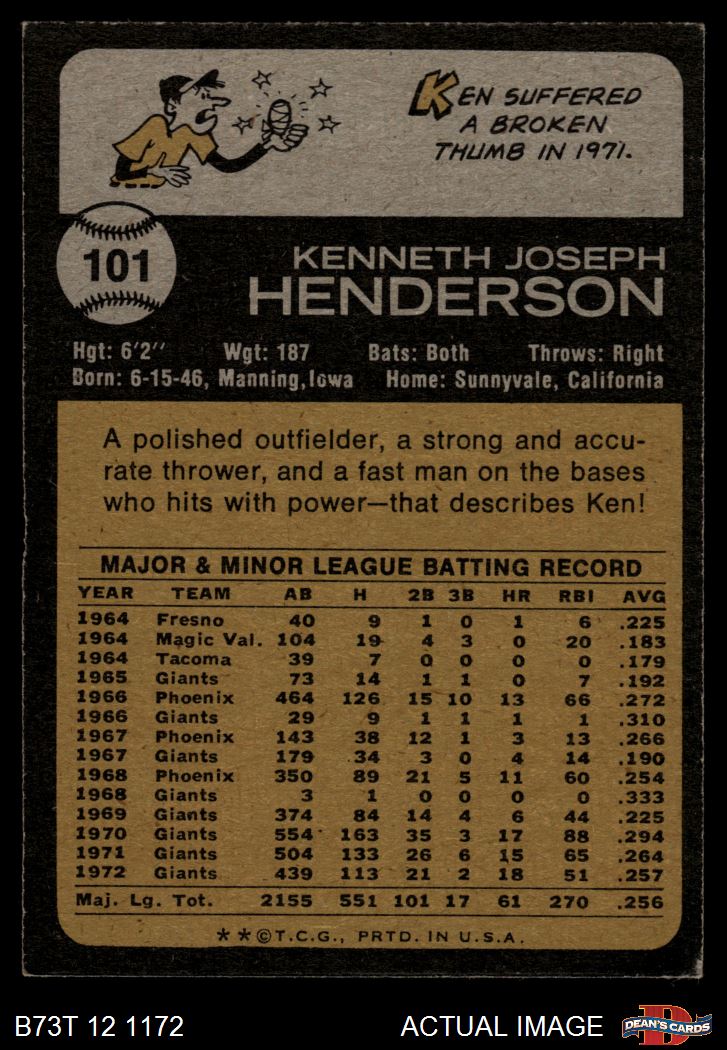 KEN SUFFERED
A BROKEN
THUMB IN 1971.
101
KENNETH JOSEPH
HENDERSON
Hgt: 6'2" Wgt: 187 Bats: Both Throws: Right
Born: 6-15-46, Manning, Iowa Home: Sunnyvale, California
A polished outfielder, a strong and accu-
rate thrower, and a fast man on the bases
who hits with power—that describes Ken!
MAJOR & MINOR LEAGUE BATTING RECORD
YEAR TEAM AB H 2B 3B HR RBI AVG
1964 Fresno 40 9 1 0 1 6 .225
1964 Magic Val. 104 19 4 3 0 20 .183
1964 Tacoma 39 7 0 0 0 0 .179
1965 Giants 73 14 1 1 0 7 .192
1966 Phoenix 464 126 15 10 13 66 .272
1966 Giants 29 9 1 1 1 1 .310
1967 Phoenix 143 38 12 1 3 13 .266
1967 Giants 179 34 3 0 4 14 .190
1968 Phoenix 350 89 21 5 11 60 .254
1968 Giants 3 1 0 0 0 0 .333
1969 Giants 374 84 14 4 6 44 .225
1970 Giants 554 163 35 3 17 88 .294
1971 Giants 504 133 26 6 15 65 .264
1972 Giants 439 113 21 2 18 51 .257
Maj. Lg. Tot. 2155 551 101 17 61 270 .256
**©T.C.G., PRTD. IN U.S.A.
B73T 12 1172 ACTUAL IMAGE
D
DEAN'S CARDS